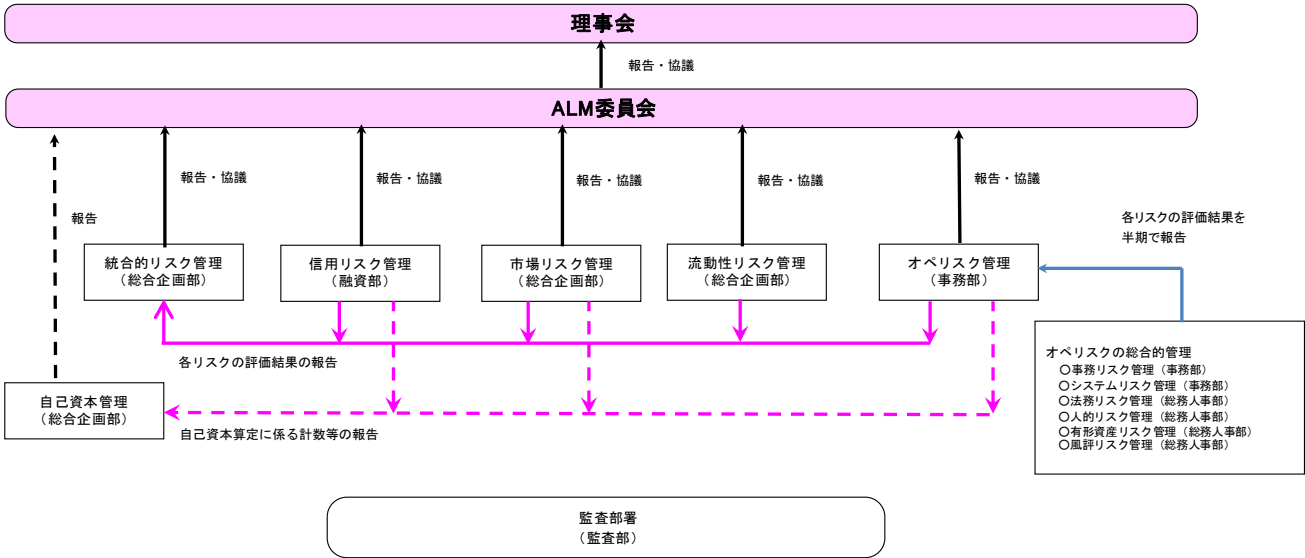 理事会
報告・協議
ALM委員会
報告・協議
報告・協議
報告・協議
報告・協議
報告・協議
報告
各リスクの評価結果を
半期で報告
統合的リスク管理
（総合企画部）
信用リスク管理
（融資部）
市場リスク管理
（総合企画部）
流動性リスク管理
（総合企画部）
オペリスク管理
（事務部）
各リスクの評価結果の報告
オペリスクの総合的管理
○事務リスク管理（事務部）
○システムリスク管理（事務部）
○法務リスク管理（総務人事部）
○人的リスク管理（総務人事部）
○有形資産リスク管理（総務人事部）
○風評リスク管理（総務人事部）
自己資本管理
（総合企画部）
自己資本算定に係る計数等の報告
監査部署
（監査部）